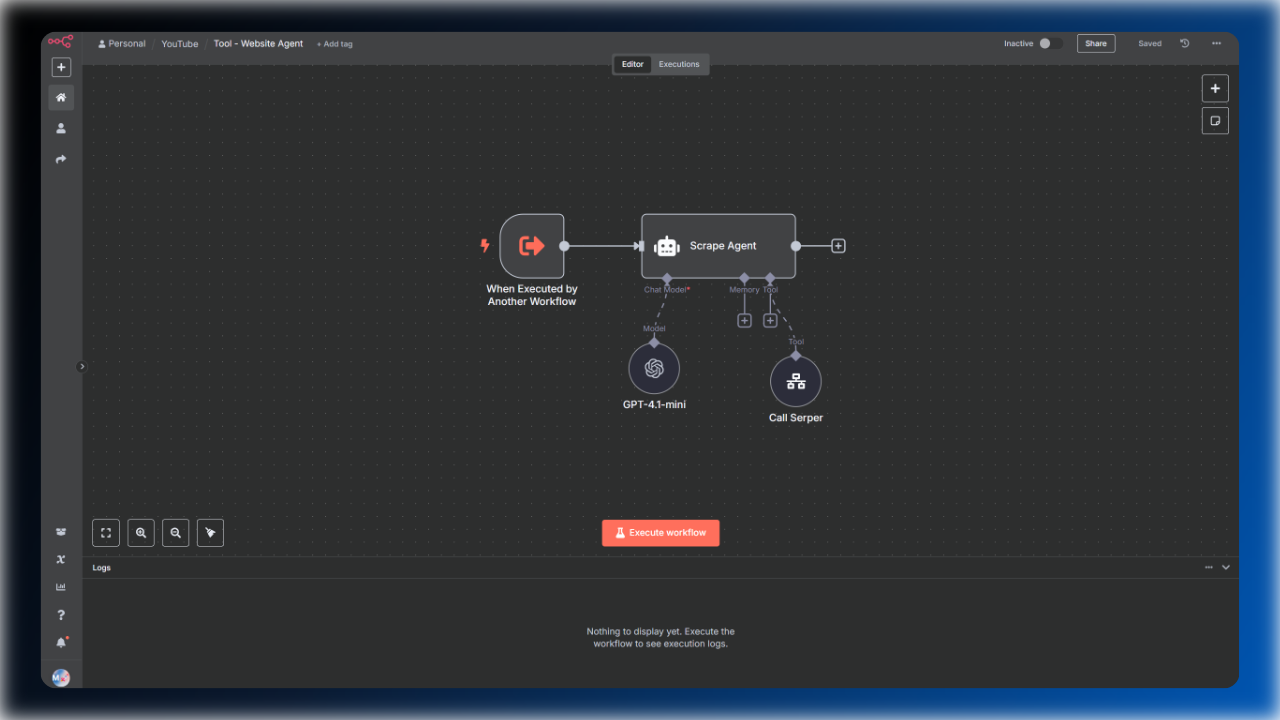 Personal / YouTube / Tool - Website Agent + Add tag
Inactive
Share
Saved
Editor
Executions
Scrape Agent
When Executed by
Another Workflow
Chat Model*
Memory
Tool
Model
Tool
GPT-4.1-mini
Call Serper
Execute workflow
Logs
Nothing to display yet. Execute the
workflow to see execution logs.